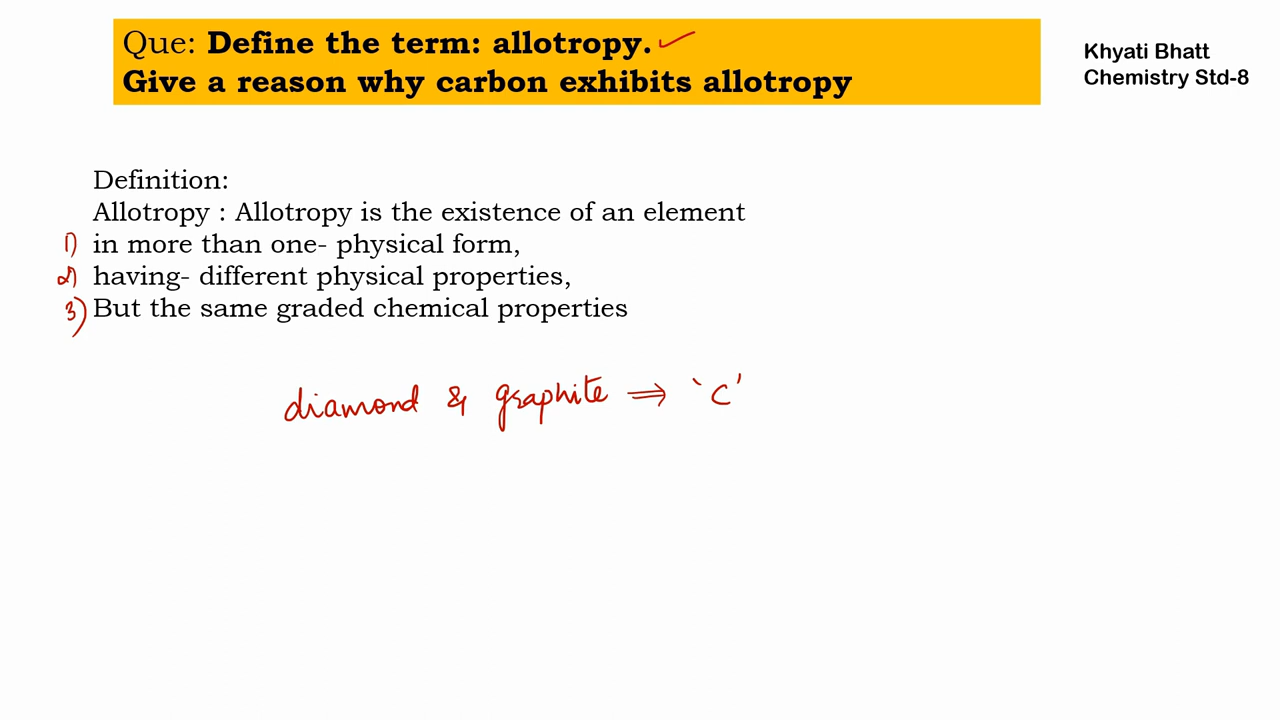 Que: Define the term: allotropy.
Give a reason why carbon exhibits allotropy
Khyati Bhatt
Chemistry Std-8
Definition:
Allotropy : Allotropy is the existence of an element
1) in more than one- physical form,
2) having- different physical properties,
3) But the same graded chemical properties
diamond & graphite ⇒ 'C'